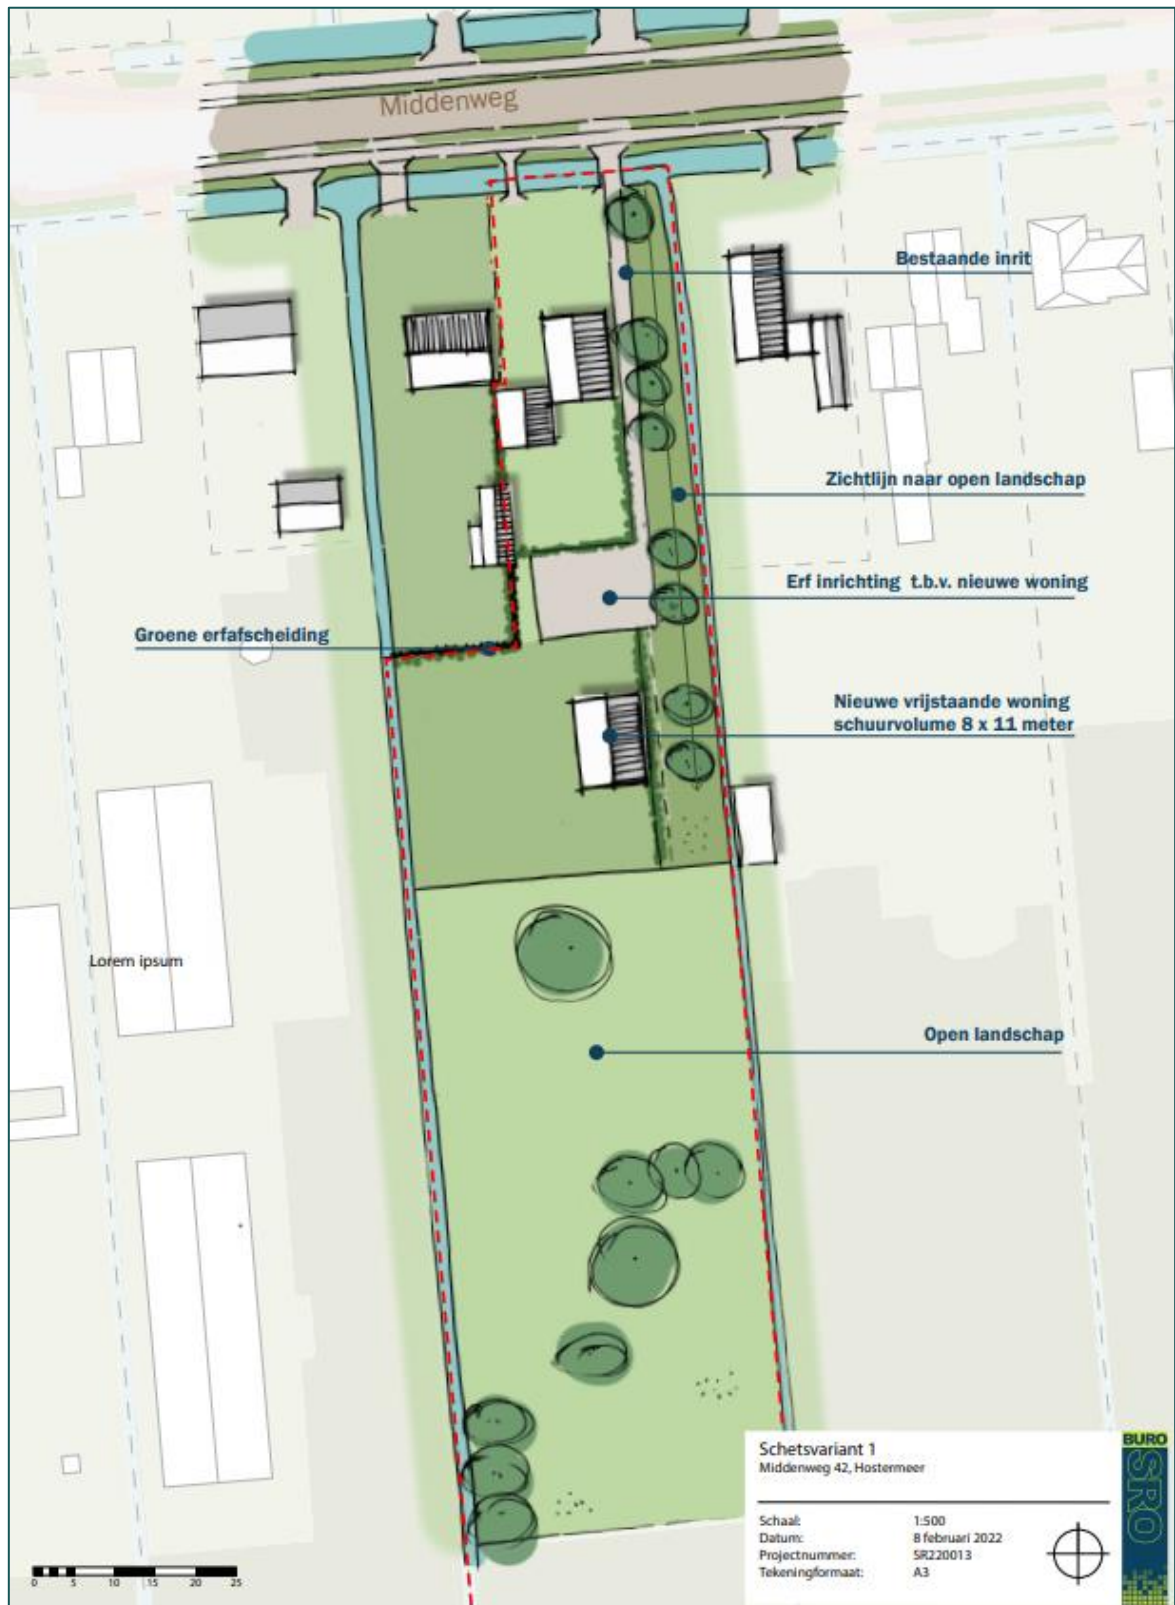 Middenweg
Bestaande inrit
Zichtlijn naar open landschap
Erf inrichting t.b.v. nieuwe woning
Groene erfafscheiding
Nieuwe vrijstaande woning
schuurvolume 8 x 11 meter
Lorem ipsum
Open landschap
Schetsvariant 1
Middenweg 42, Hostermeer
Schaal: 1:500
Datum: 8 februari 2022
Projectnummer: SR220013
Tekeningformaat: A3
BURO
SRO
0 5 10 15 20 25